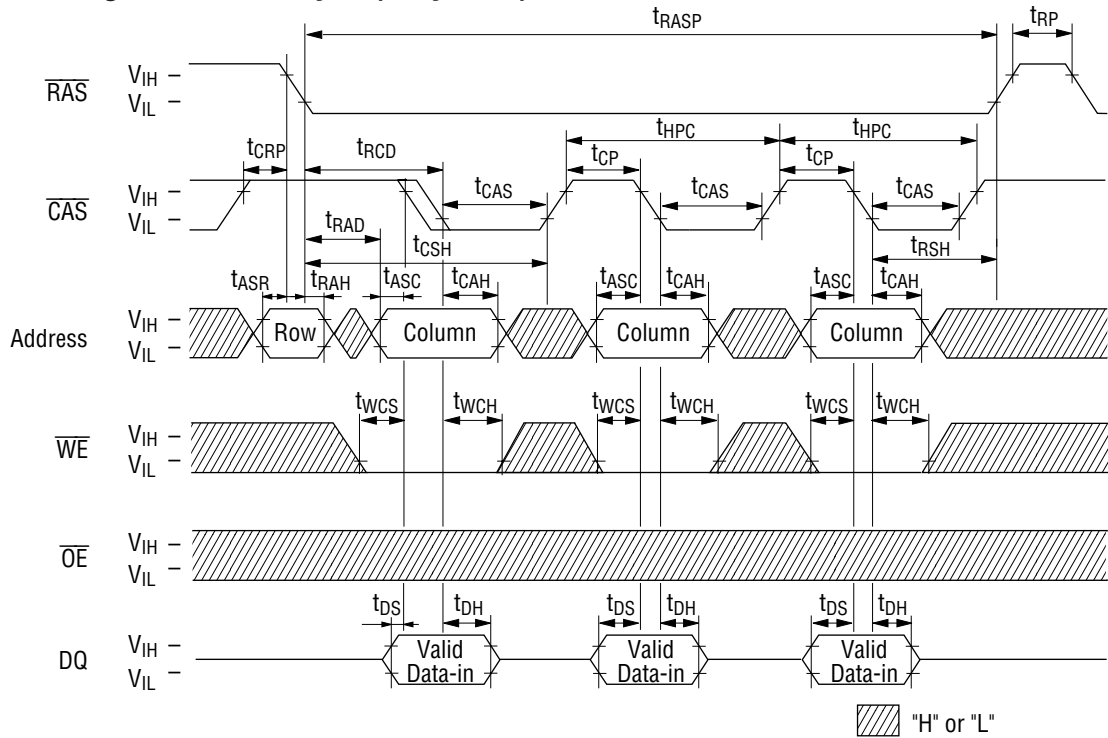 tRASP tRP
RAS VIH –
VIL –
tHPC tHPC
tCRP tRCD tCP tCP
CAS VIH –
VIL –
tCAS tCAS tCAS
tRAD tCSH tRSH
tASR tRAH tASC tCAH tASC tCAH tASC tCAH
Address VIH –
VIL –
Row Column Column Column
tWCS tWCH tWCS tWCH tWCS tWCH
WE VIH –
VIL –
OE VIH –
VIL –
tDS tDH tDS tDH tDS tDH
DQ VIH –
VIL –
Valid Data-in
Valid Data-in
Valid Data-in
"H" or "L"